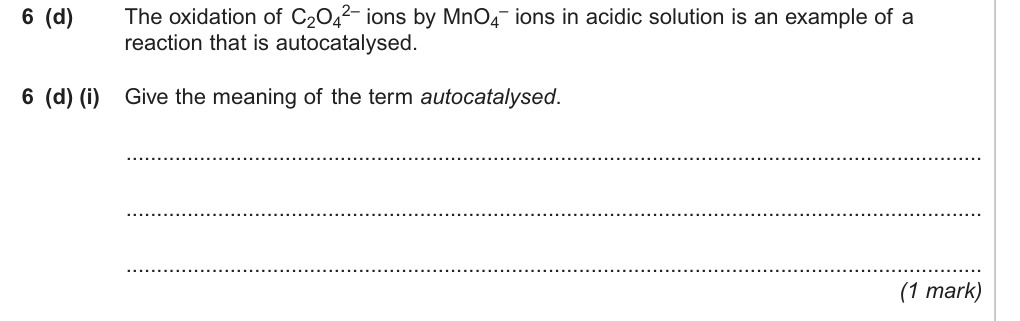 6 (d) The oxidation of C₂O₄²⁻ ions by MnO₄⁻ ions in acidic solution is an example of a
reaction that is autocatalysed.
6 (d) (i) Give the meaning of the term autocatalysed.
(1 mark)